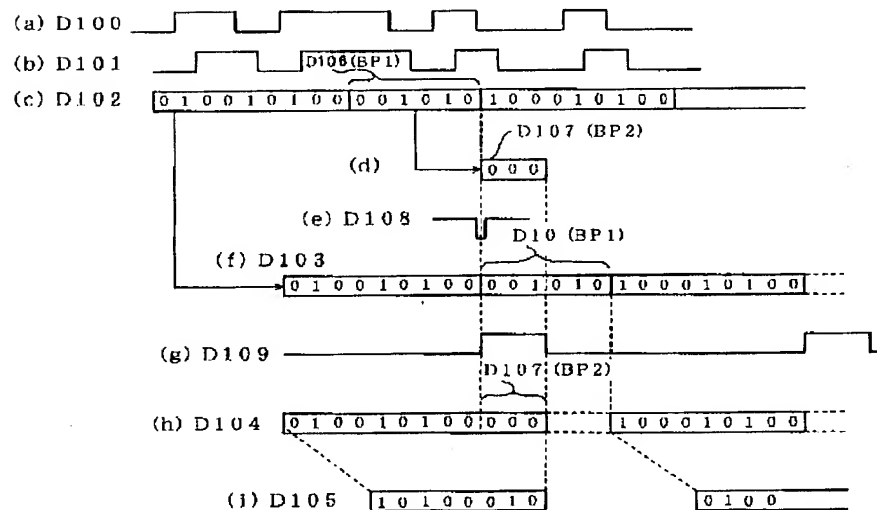 (a) D100
(b) D101
D106 (BP1)
(c) D102 0 1 0 0 1 0 1 0 0 0 0 1 0 1 0 1 0 0 0 1 0 1 0 0
D107 (BP2)
(d) 0 0 0
(e) D108
D10 (BP1)
(f) D103
0 1 0 0 1 0 1 0 0 0 0 1 0 1 0 1 0 0 0 1 0 1 0 0
(g) D109
D107 (BP2)
(h) D104 0 1 0 0 1 0 1 0 0 0 0 0 1 0 0 0 1 0 1 0 0
(i) D105 1 0 1 0 0 0 1 0 0 1 0 0